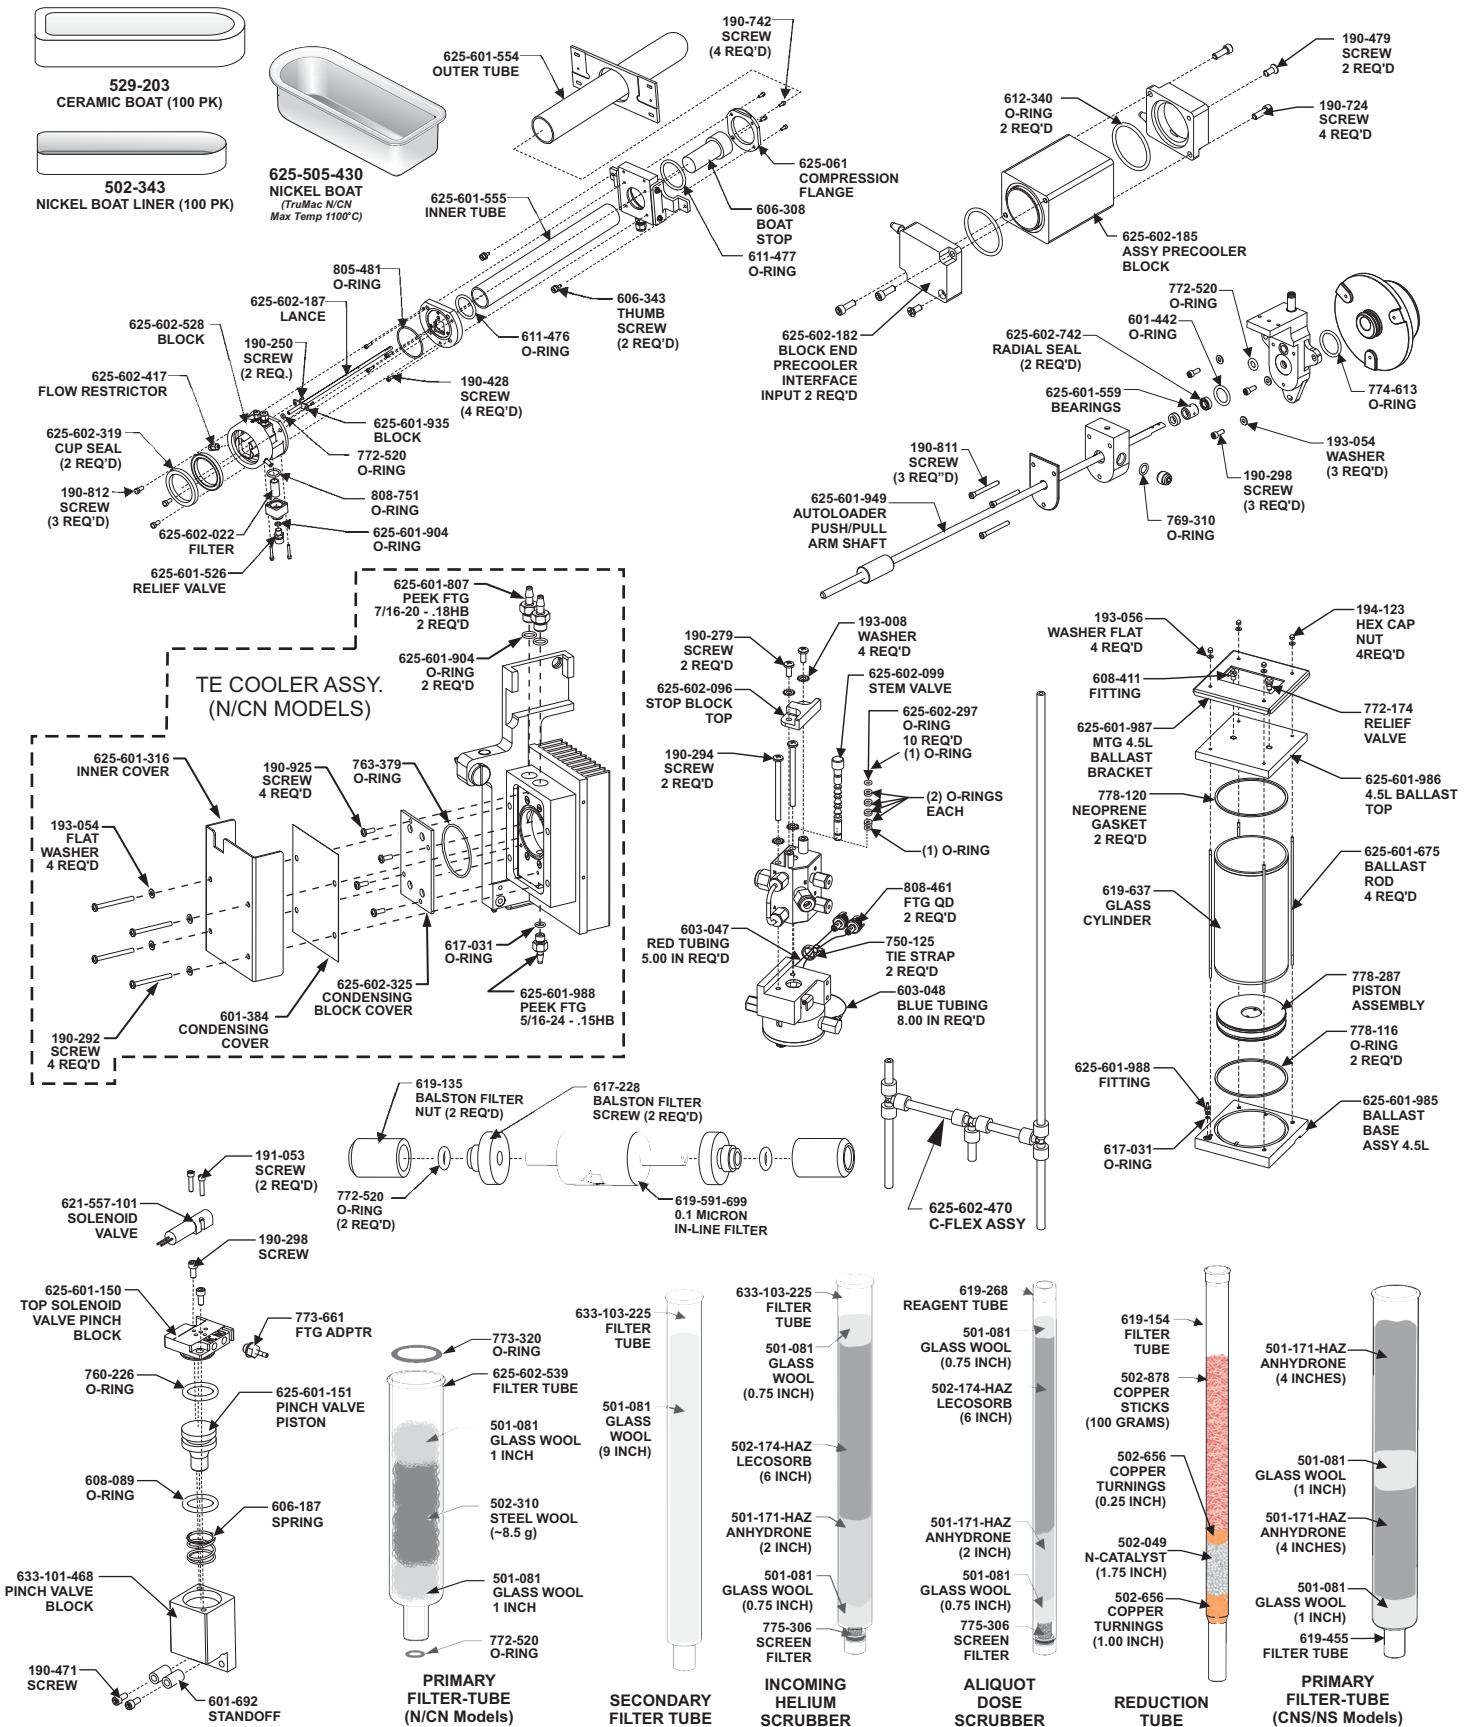 529-203
CERAMIC BOAT (100 PK)
502-343
NICKEL BOAT LINER (100 PK)
625-505-430
NICKEL BOAT
(TruMac N/CN
Max Temp 1100°C)
625-601-554
OUTER TUBE
190-742
SCREW
(4 REQ'D)
625-061
COMPRESSION
FLANGE
606-308
BOAT
STOP
611-477
O-RING
625-601-555
INNER TUBE
606-343
THUMB
SCREW
(2 REQ'D)
611-476
O-RING
805-481
O-RING
625-602-187
LANCE
625-602-528
BLOCK
190-250
SCREW
(2 REQ.)
625-602-417
FLOW RESTRICTOR
190-428
SCREW
(4 REQ'D)
625-601-935
BLOCK
625-602-319
CUP SEAL
(2 REQ'D)
772-520
O-RING
190-812
SCREW
(3 REQ'D)
808-751
O-RING
625-602-022
FILTER
625-601-904
O-RING
625-601-526
RELIEF VALVE
190-479
SCREW
2 REQ'D
612-340
O-RING
2 REQ'D
190-724
SCREW
4 REQ'D
625-602-185
ASSY PRECOOLER
BLOCK
625-602-182
BLOCK END
PRECOOLER
INTERFACE
INPUT 2 REQ'D
772-520
O-RING
601-442
O-RING
625-602-742
RADIAL SEAL
(2 REQ'D)
625-601-559
BEARINGS
774-613
O-RING
193-054
WASHER
(3 REQ'D)
190-298
SCREW
(3 REQ'D)
190-811
SCREW
(3 REQ"D)
625-601-949
AUTOLOADER
PUSH/PULL
ARM SHAFT
769-310
O-RING
TE COOLER ASSY.
(N/CN MODELS)
625-601-807
PEEK FTG
7/16-20 - .18HB
2 REQ'D
625-601-904
O-RING
2 REQ'D
625-601-316
INNER COVER
190-925
SCREW
4 REQ'D
763-379
O-RING
193-054
FLAT
WASHER
4 REQ'D
617-031
O-RING
625-602-325
CONDENSING
BLOCK COVER
625-601-988
PEEK FTG
5/16-24 - .15HB
601-384
CONDENSING
COVER
190-292
SCREW
4 REQ'D
190-279
SCREW
2 REQ'D
193-008
WASHER
4 REQ'D
625-602-099
STEM VALVE
625-602-096
STOP BLOCK
TOP
625-602-297
O-RING
10 REQ'D
(1) O-RING
190-294
SCREW
2 REQ'D
(2) O-RINGS
EACH
(1) O-RING
808-461
FTG QD
2 REQ'D
603-047
RED TUBING
5.00 IN REQ'D
750-125
TIE STRAP
2 REQ'D
603-048
BLUE TUBING
8.00 IN REQ'D
193-056
WASHER FLAT
4 REQ'D
194-123
HEX CAP
NUT
4REQ'D
608-411
FITTING
772-174
RELIEF
VALVE
625-601-987
MTG 4.5L
BALLAST
BRACKET
625-601-986
4.5L BALLAST
TOP
778-120
NEOPRENE
GASKET
2 REQ'D
625-601-675
BALLAST
ROD
4 REQ'D
619-637
GLASS
CYLINDER
778-287
PISTON
ASSEMBLY
778-116
O-RING
2 REQ'D
625-601-988
FITTING
625-601-985
BALLAST
BASE
ASSY 4.5L
617-031
O-RING
619-135
BALSTON FILTER
NUT (2 REQ'D)
617-228
BALSTON FILTER
SCREW (2 REQ'D)
772-520
O-RING
(2 REQ'D)
619-591-699
0.1 MICRON
IN-LINE FILTER
625-602-470
C-FLEX ASSY
191-053
SCREW
(2 REQ'D)
621-557-101
SOLENOID
VALVE
190-298
SCREW
625-601-150
TOP SOLENOID
VALVE PINCH
BLOCK
773-661
FTG ADPTR
760-226
O-RING
625-601-151
PINCH VALVE
PISTON
608-089
O-RING
606-187
SPRING
633-101-468
PINCH VALVE
BLOCK
190-471
SCREW
601-692
STANDOFF
773-320
O-RING
625-602-539
FILTER TUBE
501-081
GLASS WOOL
1 INCH
502-310
STEEL WOOL
(~8.5 g)
501-081
GLASS WOOL
1 INCH
772-520
O-RING
PRIMARY
FILTER-TUBE
(N/CN Models)
633-103-225
FILTER
TUBE
501-081
GLASS
WOOL
(9 INCH)
SECONDARY
FILTER TUBE
633-103-225
FILTER
TUBE
501-081
GLASS
WOOL
(0.75 INCH)
502-174-HAZ
LECOSORB
(6 INCH)
501-171-HAZ
ANHYDRONE
(2 INCH)
501-081
GLASS WOOL
(0.75 INCH)
775-306
SCREEN
FILTER
INCOMING
HELIUM
SCRUBBER
619-268
REAGENT TUBE
501-081
GLASS WOOL
(0.75 INCH)
502-174-HAZ
LECOSORB
(6 INCH)
501-171-HAZ
ANHYDRONE
(2 INCH)
501-081
GLASS WOOL
(0.75 INCH)
775-306
SCREEN
FILTER
ALIQUOT
DOSE
SCRUBBER
619-154
FILTER
TUBE
502-878
COPPER
STICKS
(100 GRAMS)
502-656
COPPER
TURNINGS
(0.25 INCH)
502-049
N-CATALYST
(1.75 INCH)
502-656
COPPER
TURNINGS
(1.00 INCH)
REDUCTION
TUBE
501-171-HAZ
ANHYDRONE
(4 INCHES)
501-081
GLASS WOOL
(1 INCH)
501-171-HAZ
ANHYDRONE
(4 INCHES)
501-081
GLASS WOOL
(1 INCH)
619-455
FILTER TUBE
PRIMARY
FILTER-TUBE
(CNS/NS Models)